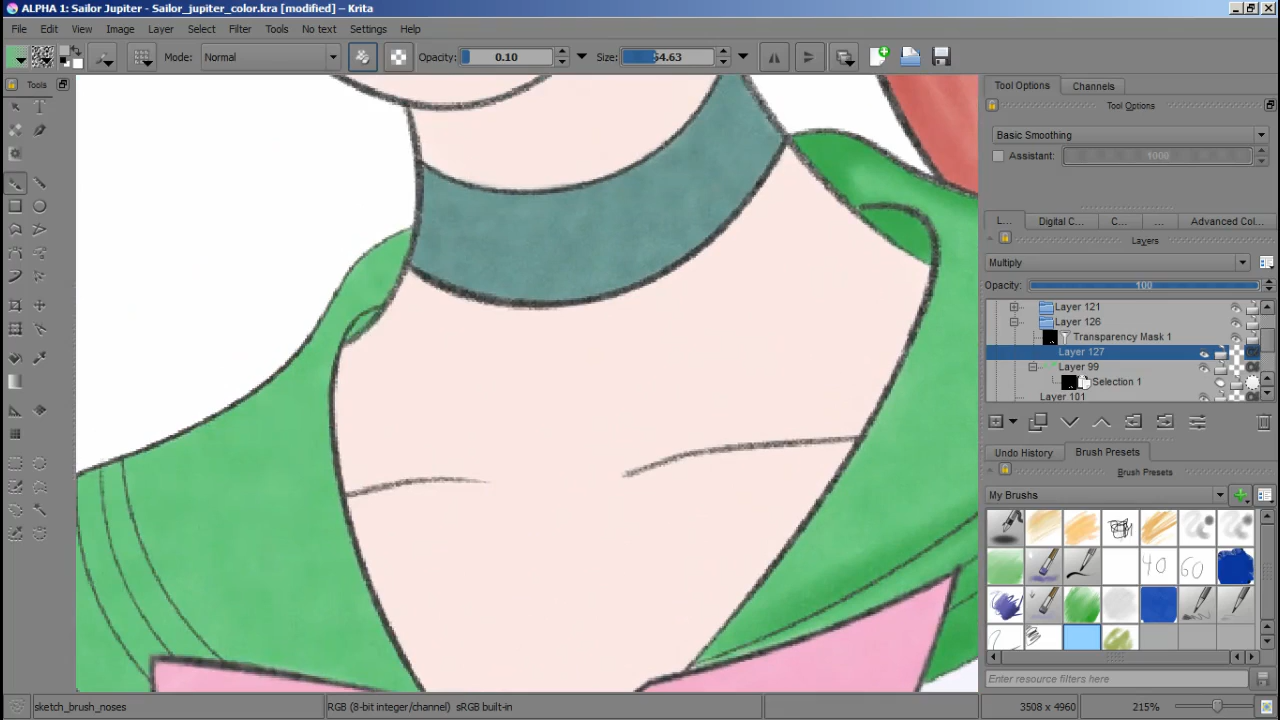 ALPHA 1: Sailor Jupiter - Sailor_jupiter_color.kra [modified] – Krita
File Edit View Image Layer Select Filter Tools No text Settings Help
Mode: Normal Opacity: 0.10 Size: 54.63
Tools
Tool Options Channels
Tool Options
Basic Smoothing
Assistant: 1000
L... Digital C... C... ... Advanced Col...
Layers
Multiply
Opacity: 100
Layer 121
Layer 126
Transparency Mask 1
Layer 127
Layer 99
Selection 1
Layer 101
Undo History Brush Presets
Brush Presets
My Brushes
40 60
Enter resource filters here
sketch_brush_noses RGB (8-bit integer/channel) sRGB built-in 3508 x 4960 215%